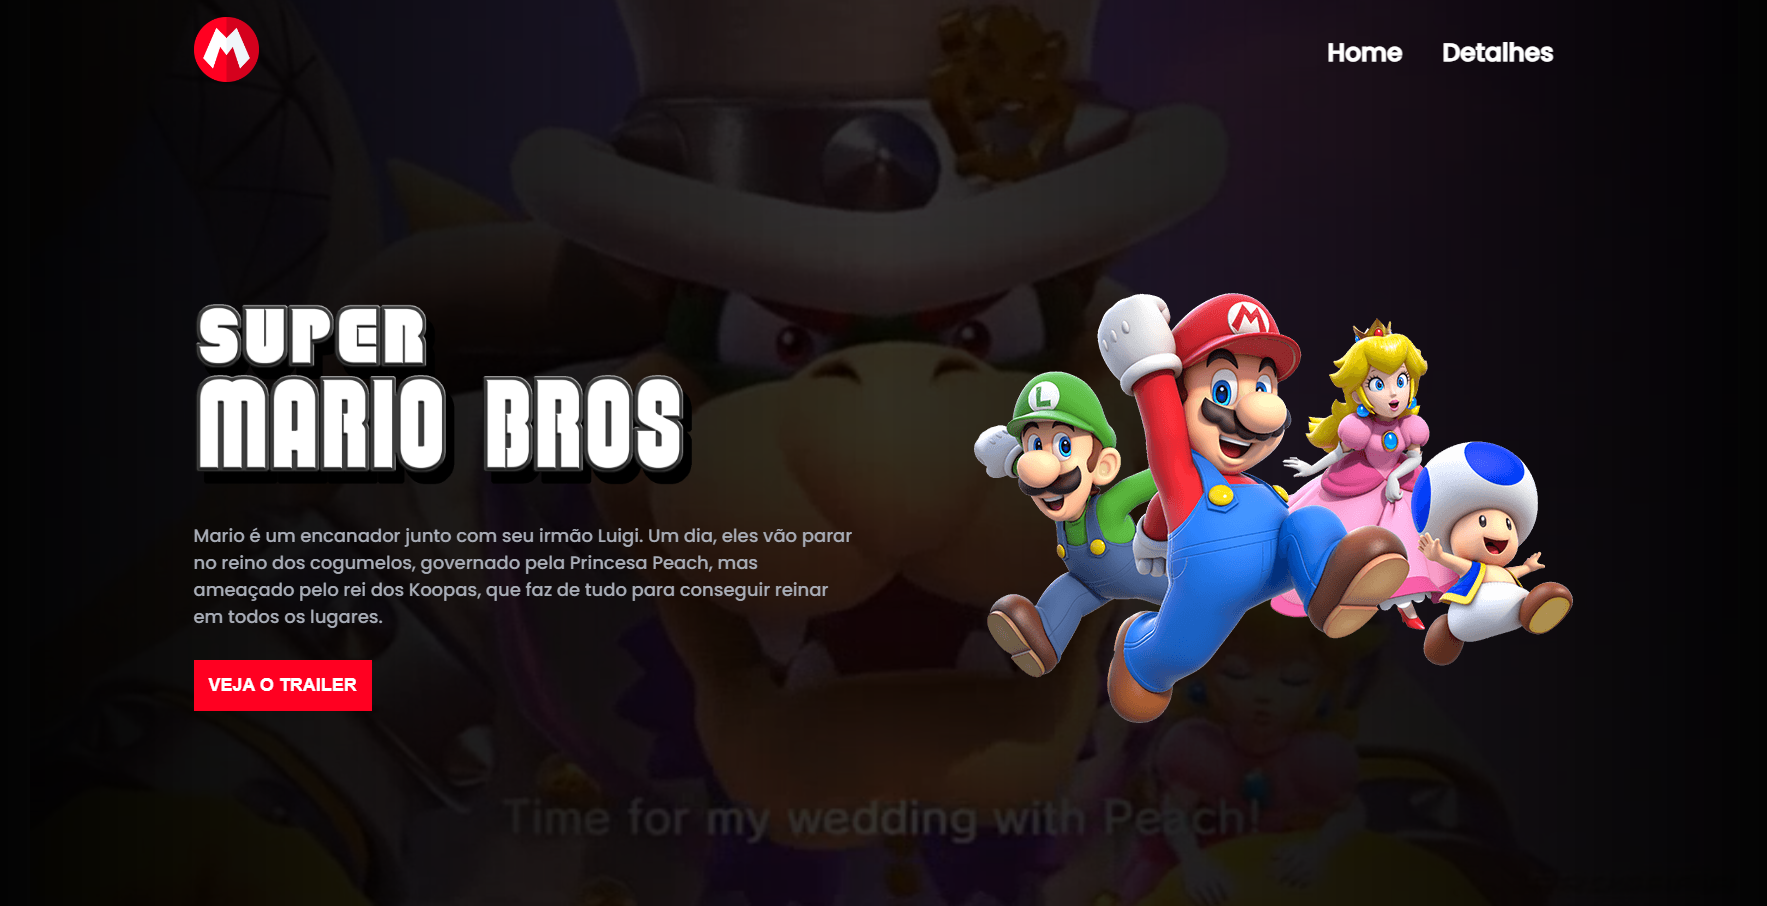 M
Home Detalhes
SUPER
MARIO BROS
M
L
Mario é um encanador junto com seu irmão Luigi. Um dia, eles vão parar
no reino dos cogumelos, governado pela Princesa Peach, mas
ameaçado pelo rei dos Koopas, que faz de tudo para conseguir reinar
em todos os lugares.
VEJA O TRAILER
Time for my wedding with Peach!